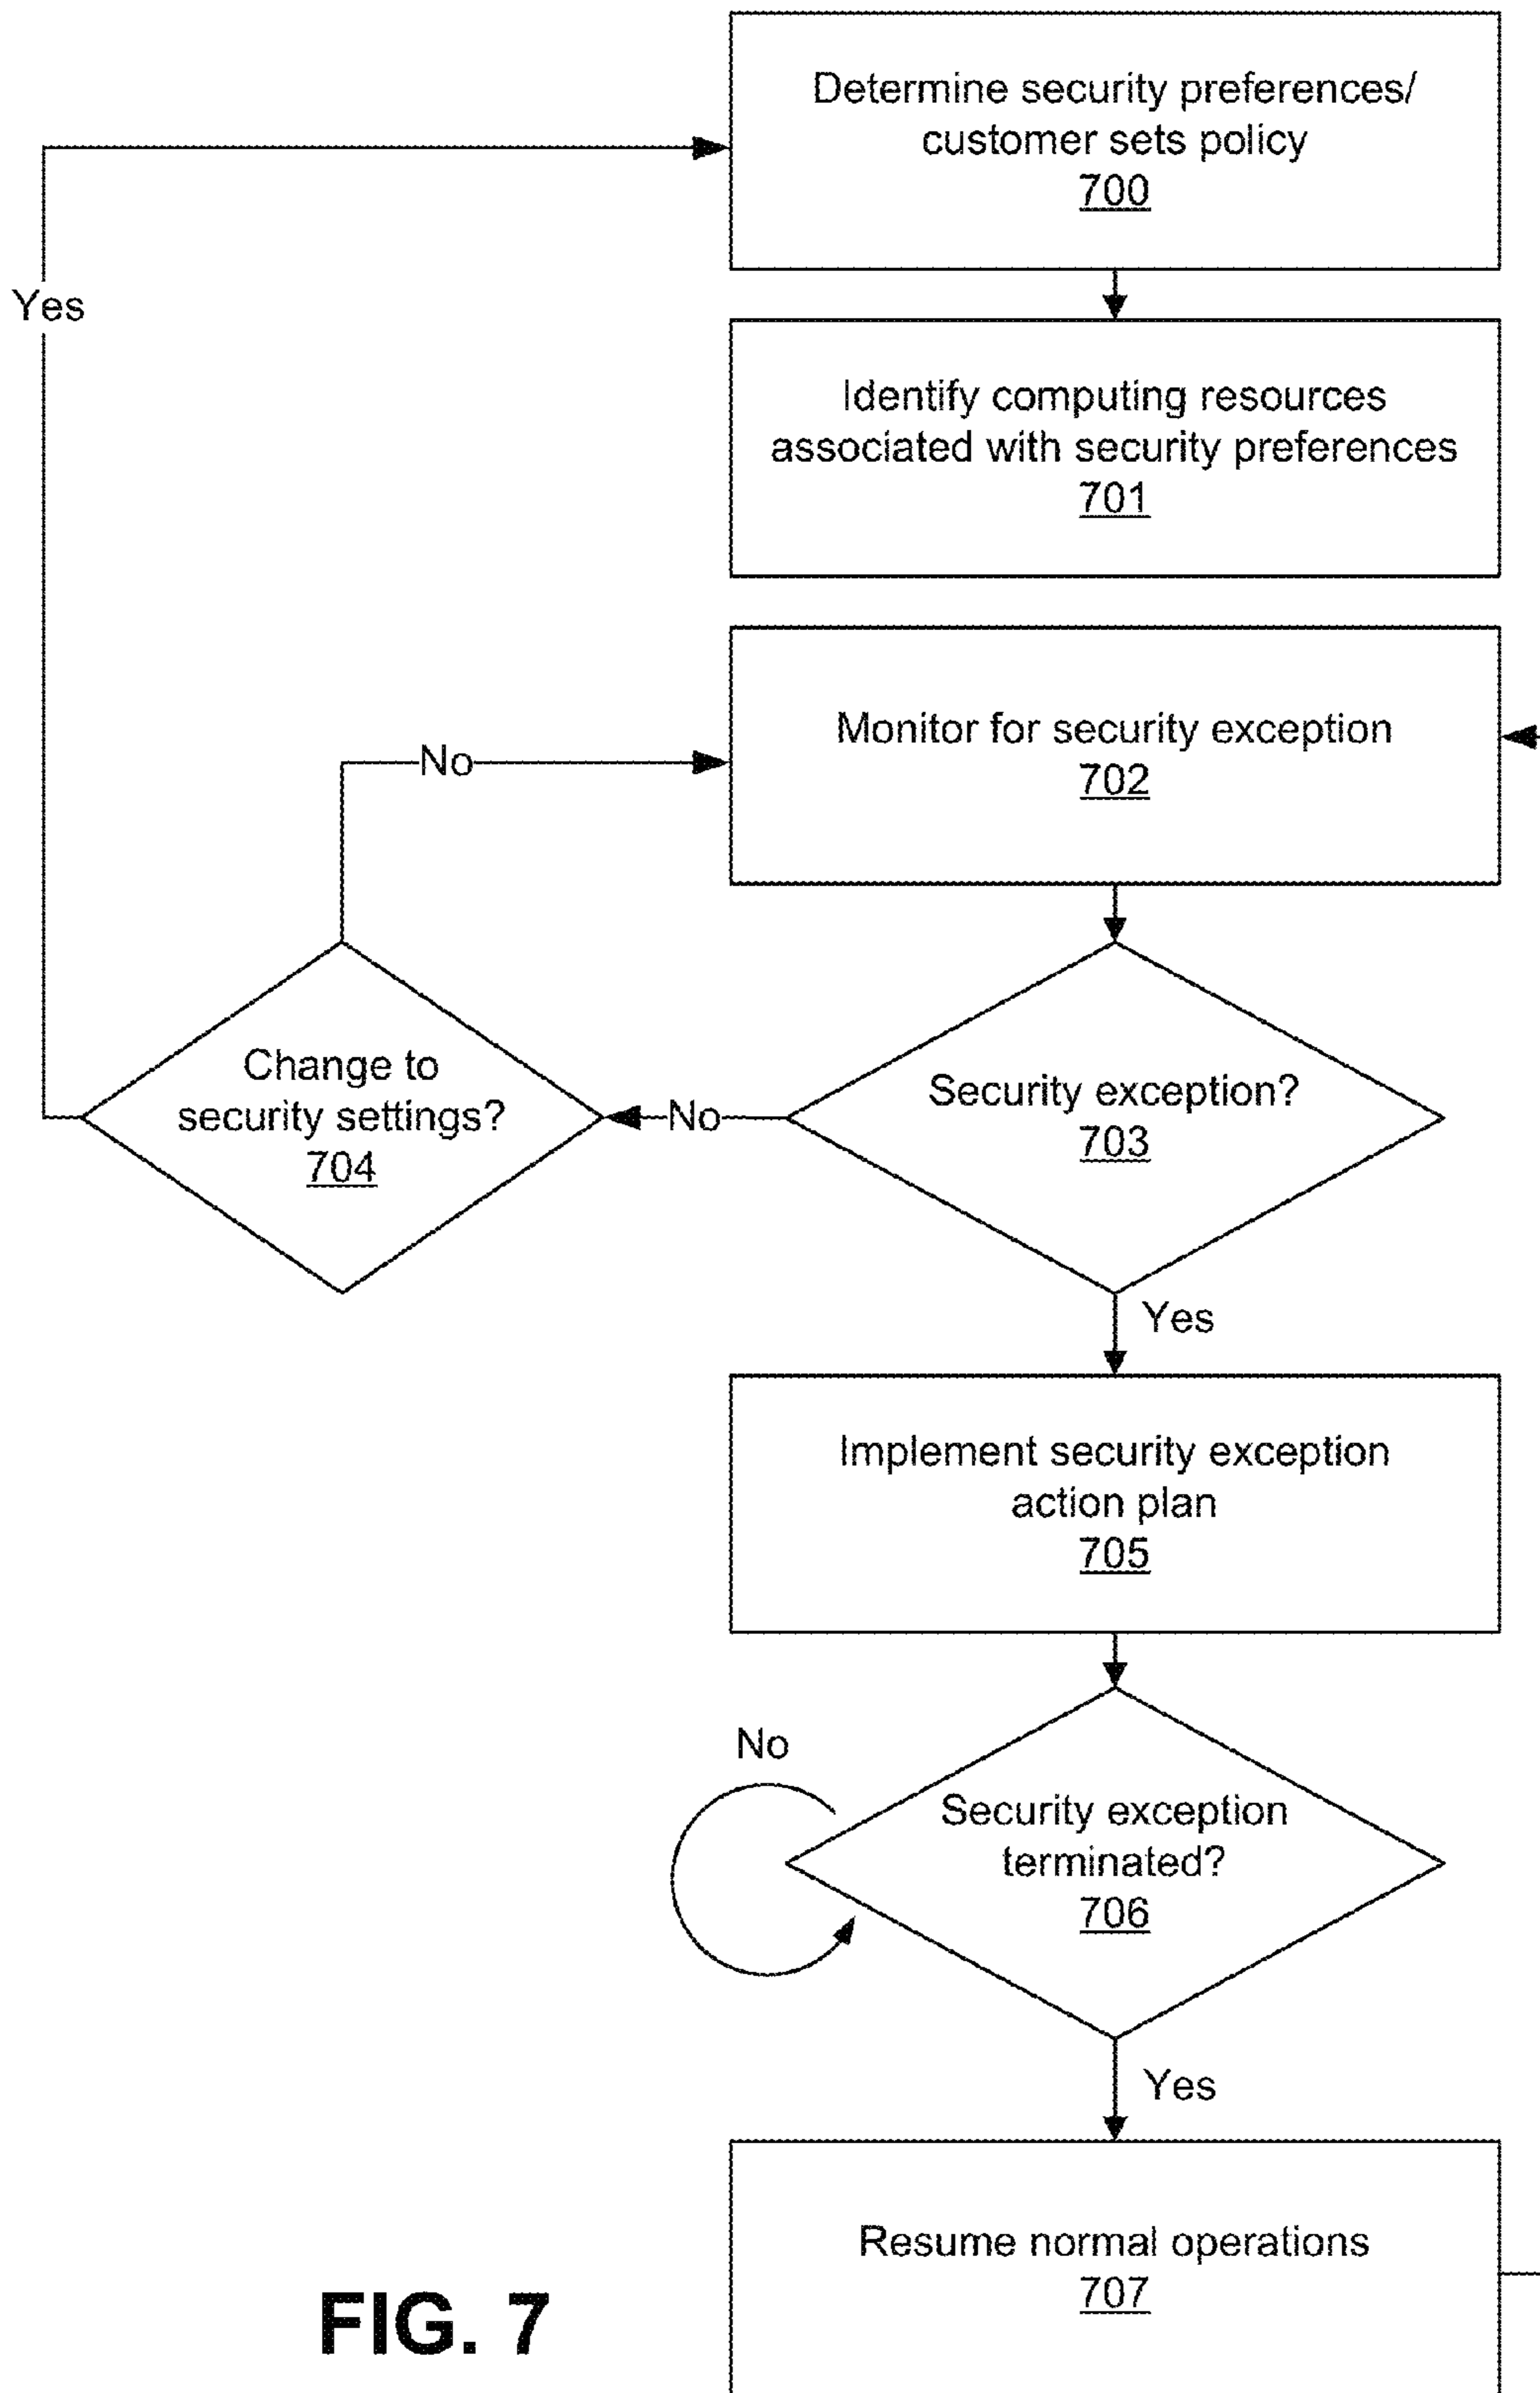 Determine security preferences/
customer sets policy
700
Yes
Identify computing resources
associated with security preferences
701
Monitor for security exception
702
No
Change to
security settings?
704
No
Security exception?
703
Yes
Implement security exception
action plan
705
No
Security exception
terminated?
706
Yes
Resume normal operations
707
FIG. 7